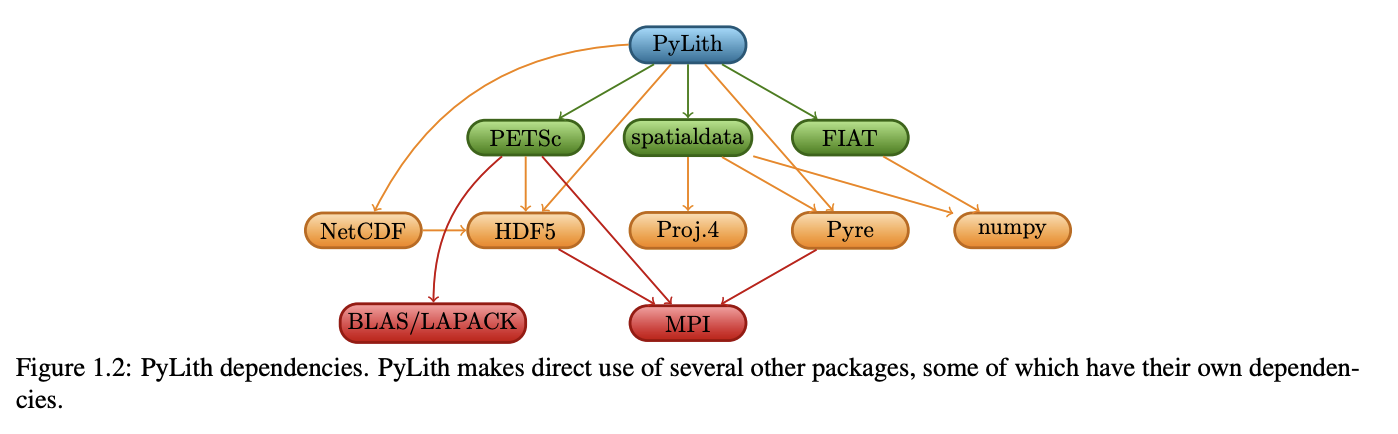 PyLith
PETSc
spatialdata
FIAT
NetCDF
HDF5
Proj.4
Pyre
numpy
BLAS/LAPACK
MPI
Figure 1.2: PyLith dependencies. PyLith makes direct use of several other packages, some of which have their own dependen-
cies.